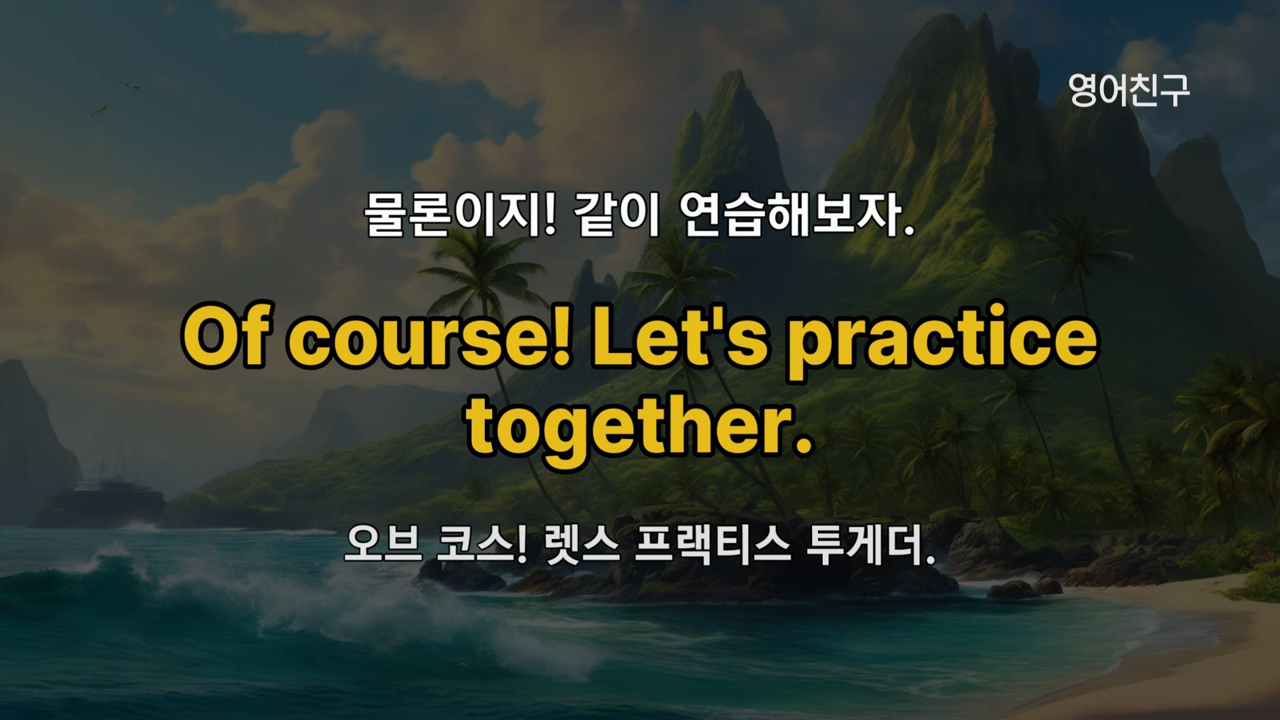 영어친구
물론이지! 같이 연습해보자.
Of course! Let's practice
together.
오브 코스! 렛스 프랙티스 투게더.